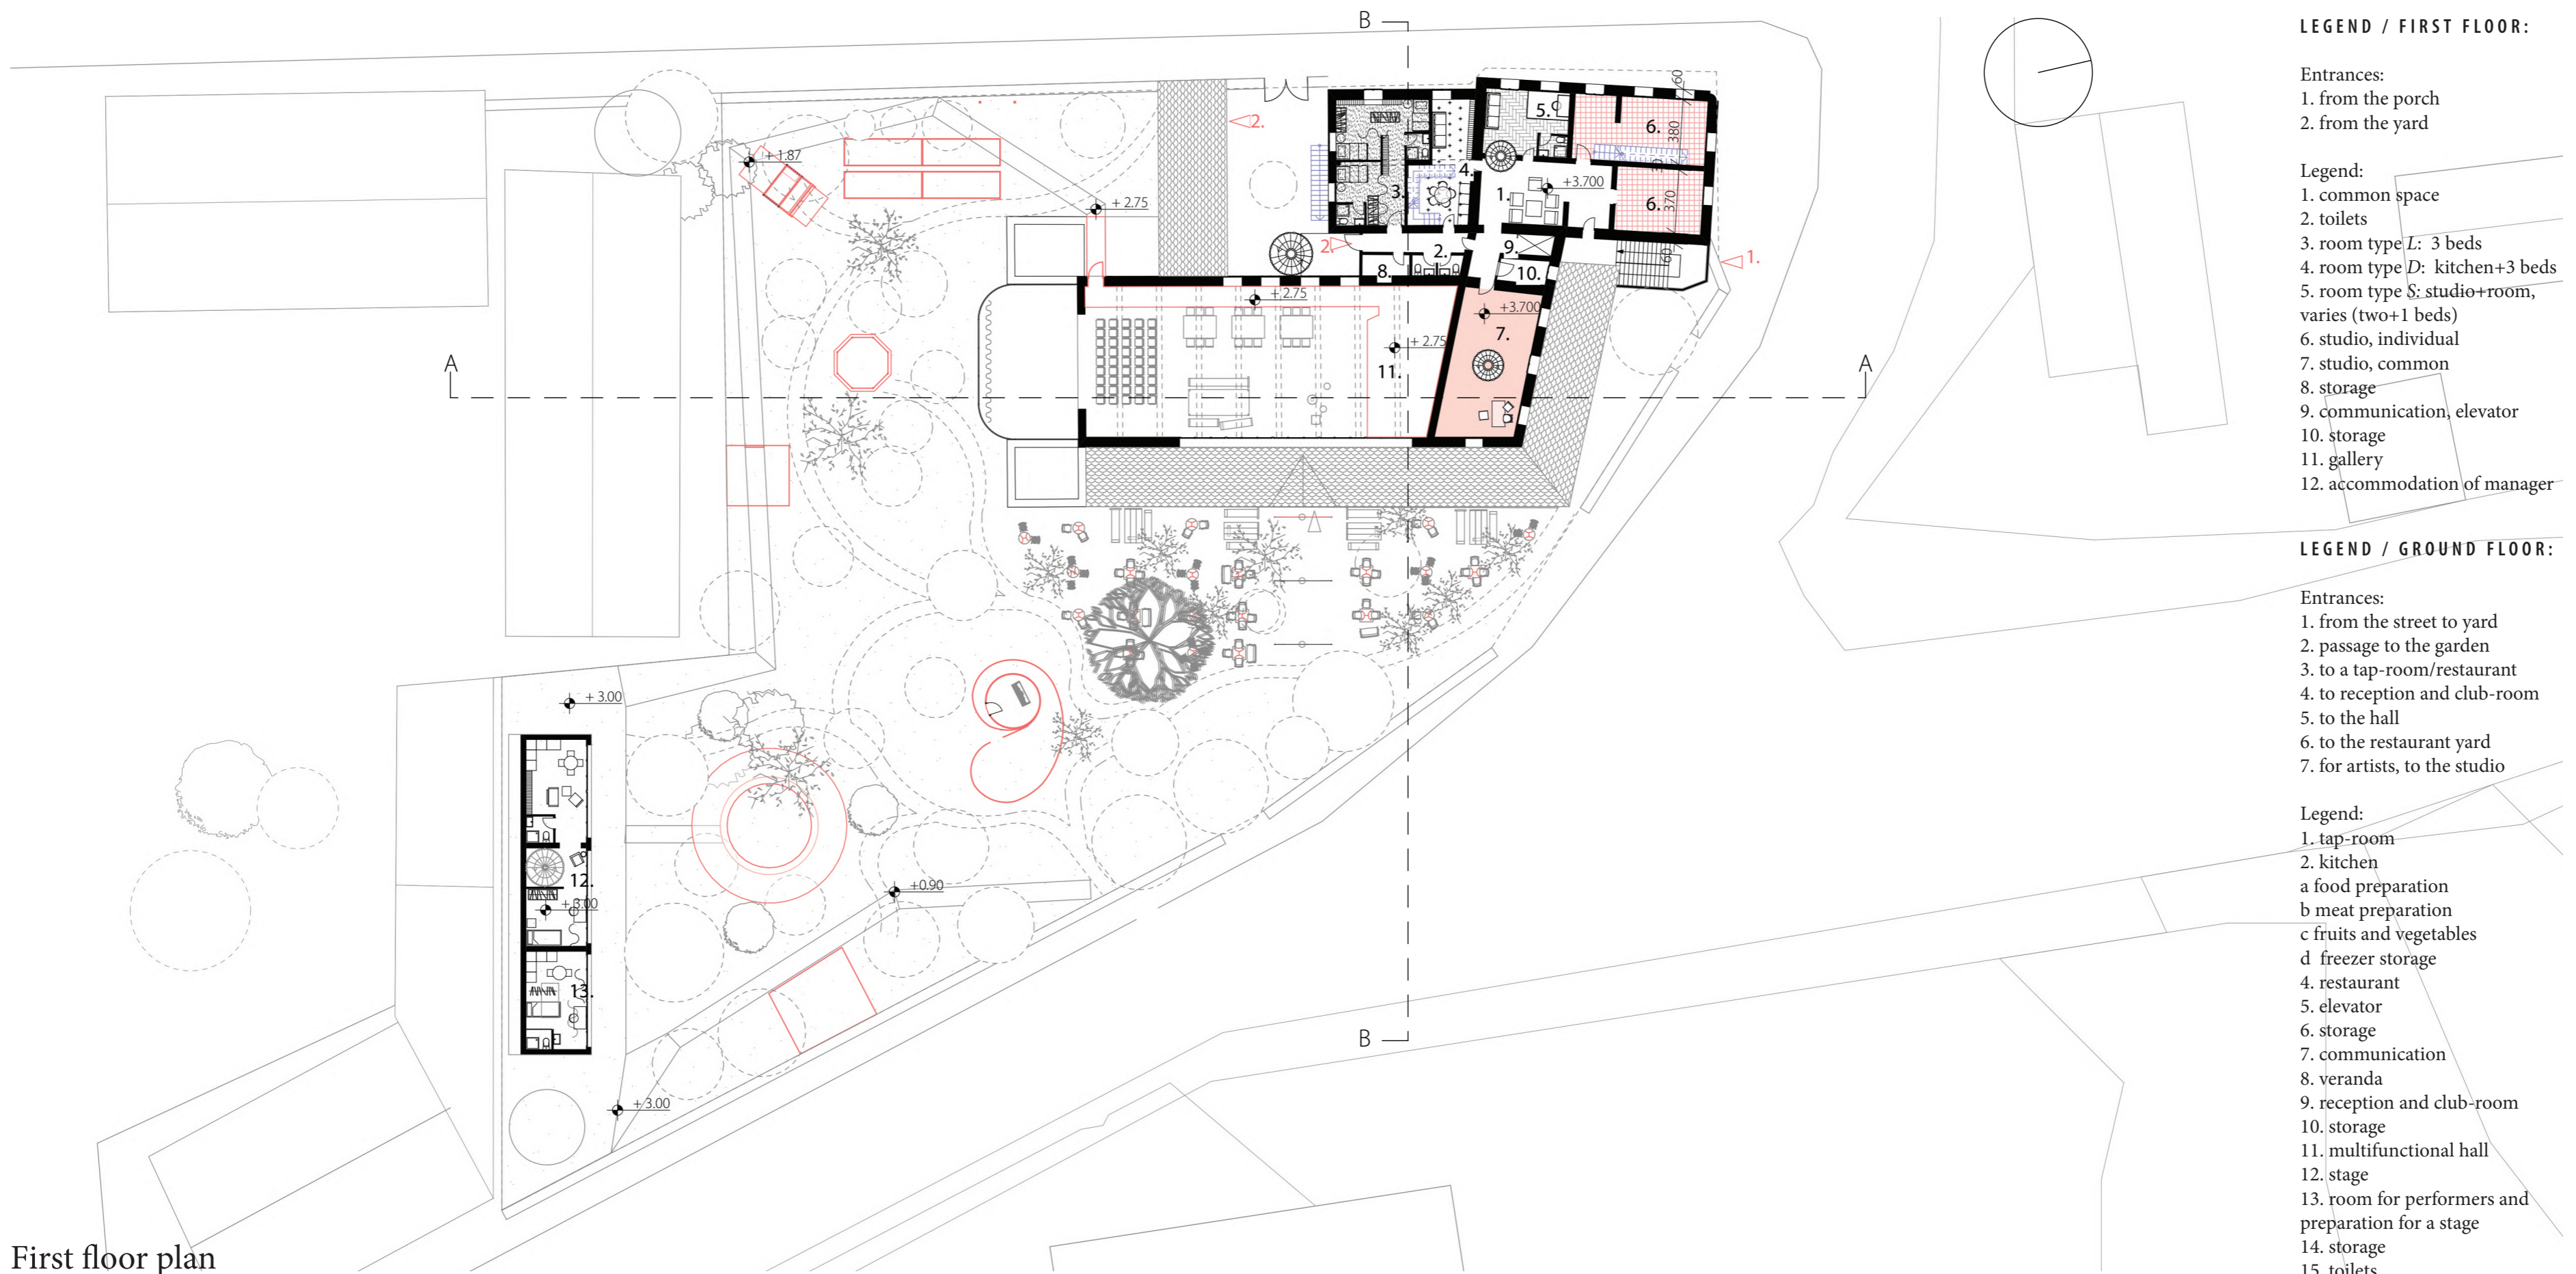 B
2.
+ 1.87
+ 2.75
5.
6.
380
60
4.
3.
1.
+3.700
6.
370
2.
2.
9.
60
1.
8.
10.
+ 2.75
+3.700
7.
+ 2.75
11.
A
A
+ 3.00
12.
+ 3.00
+0.90
13.
B
+ 3.00
First floor plan
LEGEND / FIRST FLOOR:
Entrances:
1. from the porch
2. from the yard
Legend:
1. common space
2. toilets
3. room type L: 3 beds
4. room type D: kitchen+3 beds
5. room type S: studio+room,
varies (two+1 beds)
6. studio, individual
7. studio, common
8. storage
9. communication, elevator
10. storage
11. gallery
12. accommodation of manager
LEGEND / GROUND FLOOR:
Entrances:
1. from the street to yard
2. passage to the garden
3. to a tap-room/restaurant
4. to reception and club-room
5. to the hall
6. to the restaurant yard
7. for artists, to the studio
Legend:
1. tap-room
2. kitchen
a food preparation
b meat preparation
c fruits and vegetables
d freezer storage
4. restaurant
5. elevator
6. storage
7. communication
8. veranda
9. reception and club-room
10. storage
11. multifunctional hall
12. stage
13. room for performers and
preparation for a stage
14. storage
15. toilets